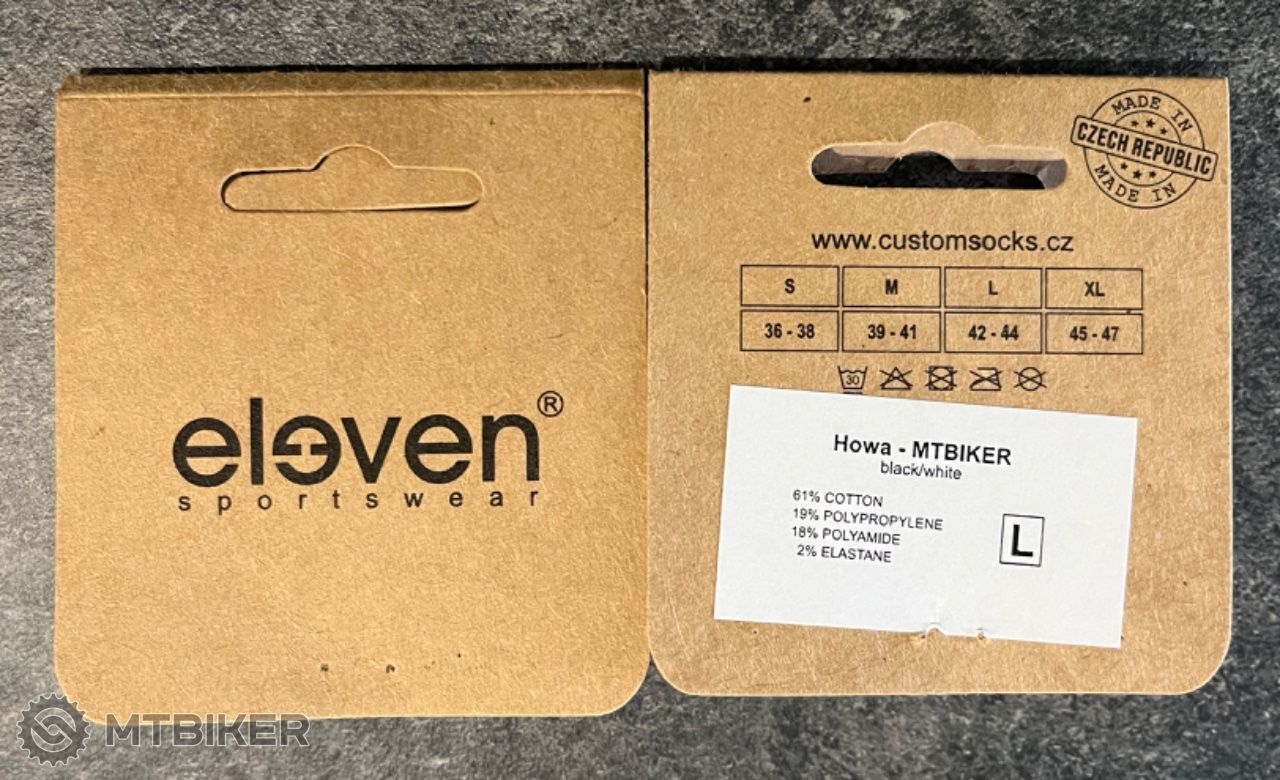 eleven®
sportswear
MADE IN
CZECH REPUBLIC
MADE IN
www.customsocks.cz
S M L XL
36 - 38 39 - 41 42 - 44 45 - 47
30
Howa - MTBIKER
black/white
61% COTTON
19% POLYPROPYLENE
18% POLYAMIDE
2% ELASTANE
L
MTBIKER